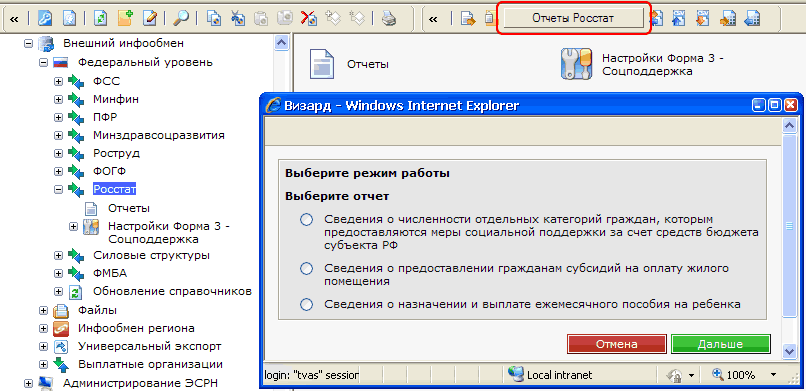 «
«
Отчеты Росстат
Внешний инфообмен
Федеральный уровень
ФСС
Минфин
ПФР
Минздравсоцразвития
Роструд
ФОГФ
Росстат
Отчеты
Настройки Форма 3 -
Соцподдержка
Силовые структуры
ФМБА
Обновление справочников
Файлы
Инфообмен региона
Универсальный экспорт
Выплатные организации
Администрирование ЭСРН
Отчеты
Настройки Форма 3 -
Соцподдержка
Визард - Windows Internet Explorer
Выберите режим работы
Выберите отчет
Сведения о численности отдельных категорий граждан, которым
предоставляются меры социальной поддержки за счет средств бюджета
субъекта РФ
Сведения о предоставлении гражданам субсидий на оплату жилого
помещения
Сведения о назначении и выплате ежемесячного пособия на ребенка
Отмена
Дальше
login: "tvas" session
Local intranet
100%